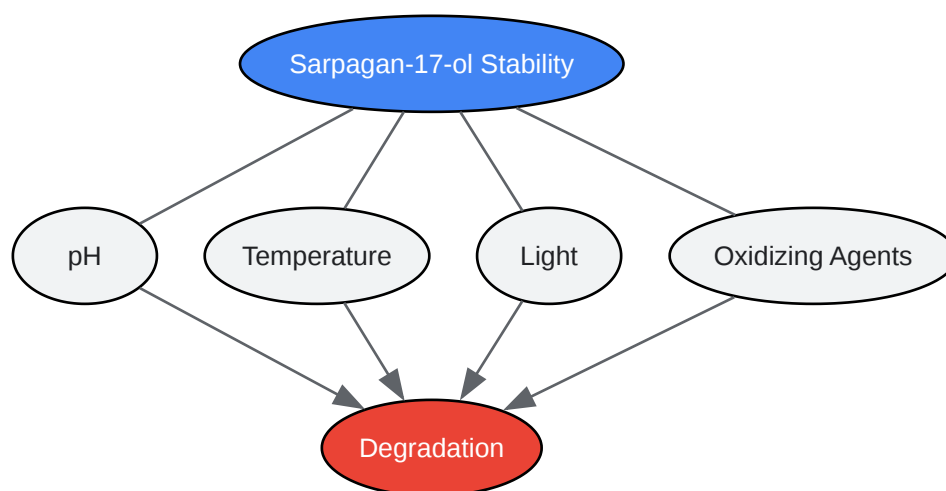 Sarpagan-17-ol Stability
pH
Temperature
Light
Oxidizing Agents
Degradation